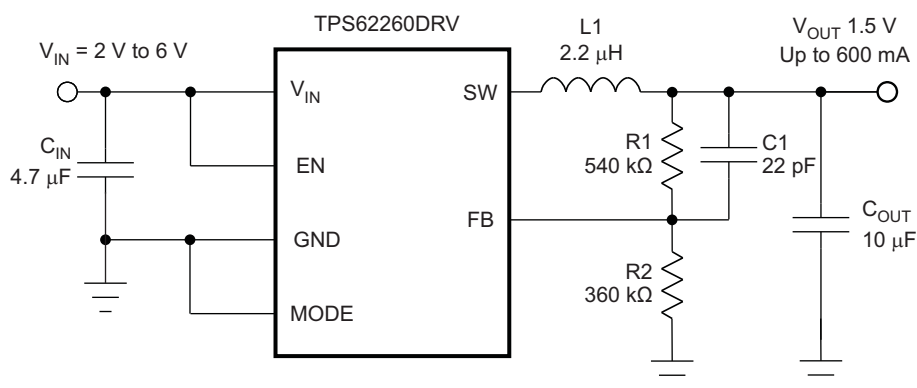 TPS62260DRV
V_IN = 2 V to 6 V
L1
2.2 μH
V_OUT 1.5 V
Up to 600 mA
V_IN
SW
C_IN
4.7 μF
EN
R1
540 kΩ
C1
22 pF
GND
FB
C_OUT
10 μF
MODE
R2
360 kΩ